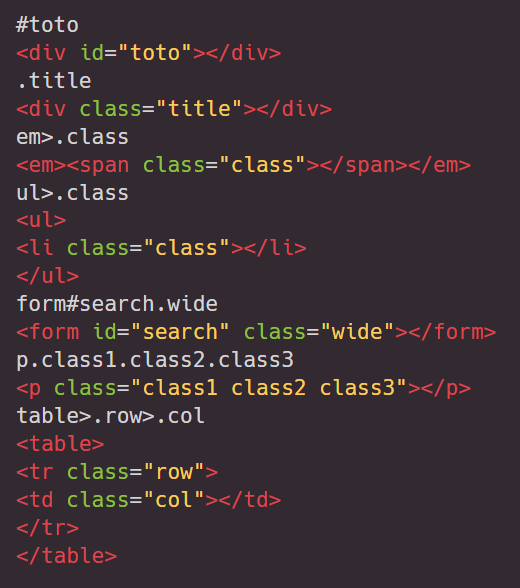 #toto
<div id="toto"></div>
.title
<div class="title"></div>
em>.class
<em><span class="class"></span></em>
ul>.class
<ul>
<li class="class"></li>
</ul>
form#search.wide
<form id="search" class="wide"></form>
p.class1.class2.class3
<p class="class1 class2 class3"></p>
table>.row>.col
<table>
<tr class="row">
<td class="col"></td>
</tr>
</table>